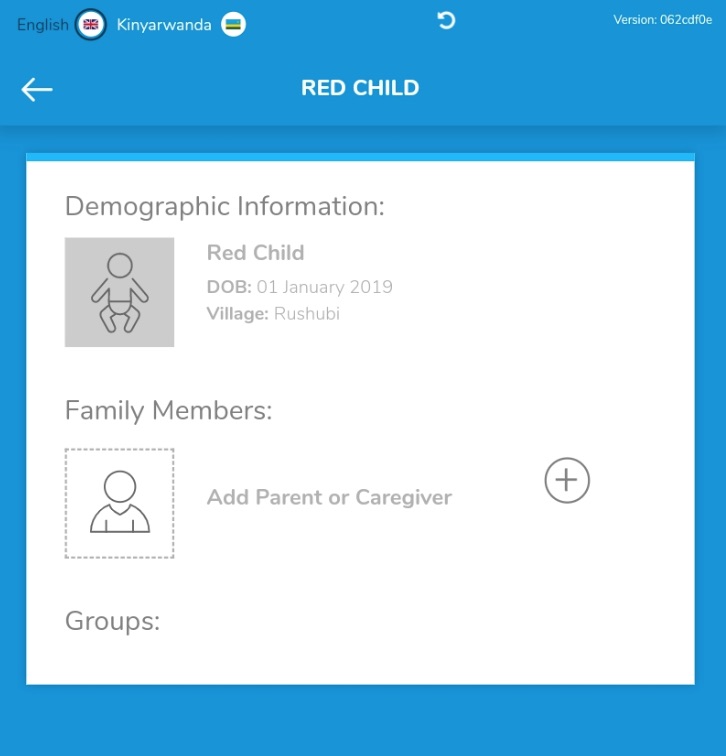 English Kinyarwanda Version: 062cdf0e
RED CHILD
Demographic Information:
Red Child
DOB: 01 January 2019
Village: Rushubi
Family Members:
Add Parent or Caregiver
Groups: